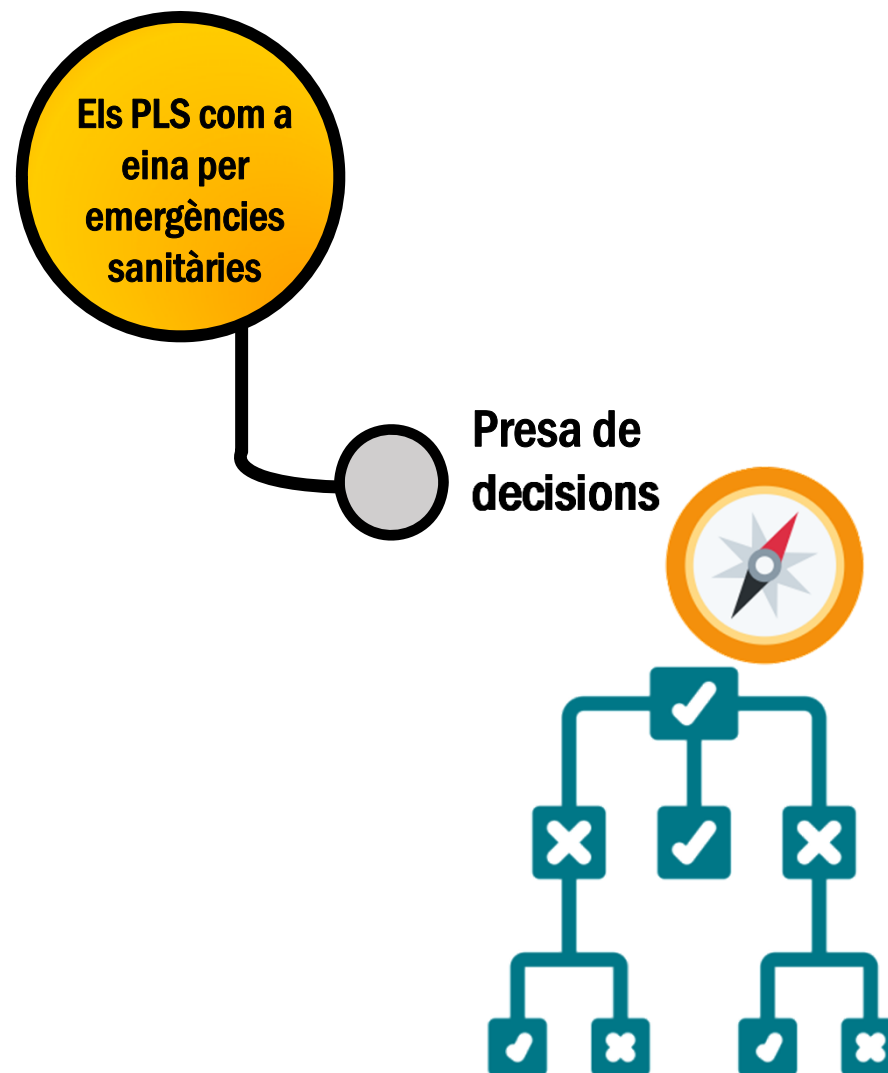 Els PLS com a
eina per
emergències
sanitàries
Presa de
decisions